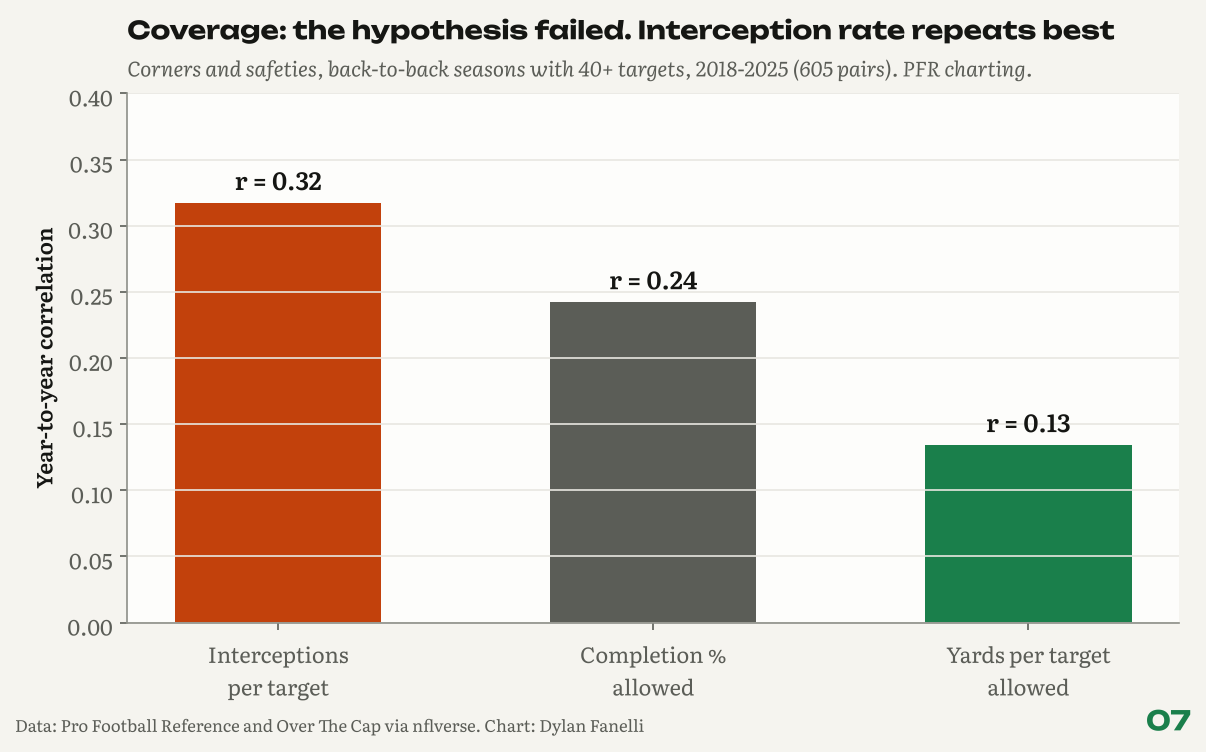 Coverage: the hypothesis failed. Interception rate repeats best
Corners and safeties, back-to-back seasons with 40+ targets, 2018-2025 (605 pairs). PFR charting.
0.40
0.35
0.30
0.25
0.20
0.15
0.10
0.05
0.00
Year-to-year correlation
r = 0.32
r = 0.24
r = 0.13
Interceptions
per target
Completion %
allowed
Yards per target
allowed
Data: Pro Football Reference and Over The Cap via nflverse. Chart: Dylan Fanelli
07